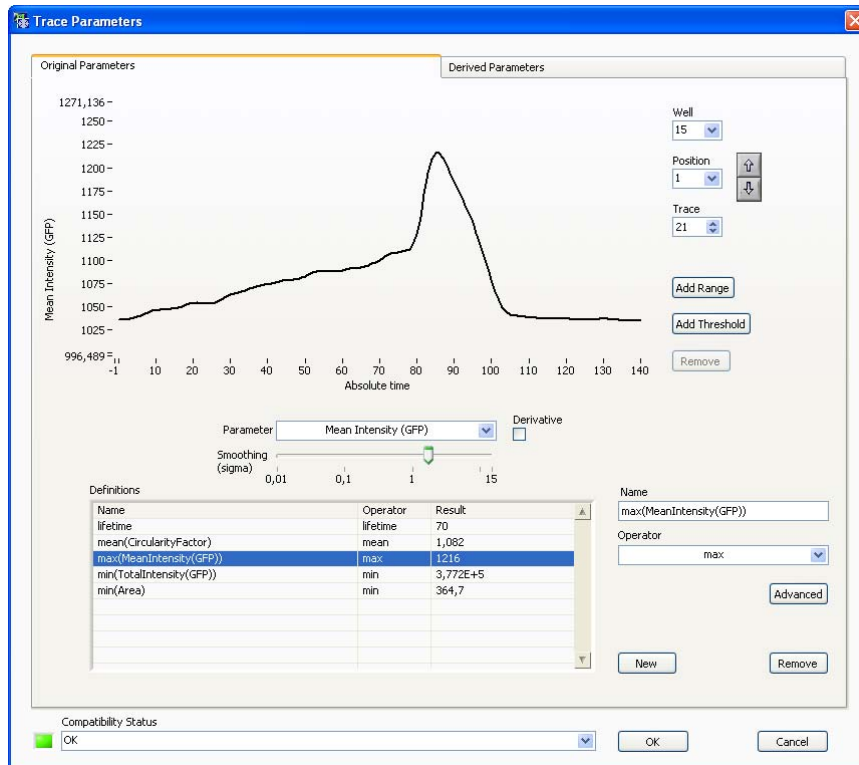 Trace Parameters
Original Parameters
Derived Parameters
1271,136
1250
1225
1200
1175
1150
1125
1100
1075
1050
1025
996,489
Mean Intensity (GFP)
-1 10 20 30 40 50 60 70 80 90 100 110 120 130 140
Absolute time
Well
15
Position
1
Trace
21
Add Range
Add Threshold
Remove
Parameter Mean Intensity (GFP)
Derivative
Smoothing
(sigma)
0,01 0,1 1 15
Definitions
Name Operator Result
lifetime lifetime 70
mean(CircularityFactor) mean 1,082
max(MeanIntensity(GFP)) max 1216
min(TotalIntensity(GFP)) min 3,772E+5
min(Area) min 364,7
Name
max(MeanIntensity(GFP))
Operator
max
Advanced
New
Remove
Compatibility Status
OK
OK
Cancel